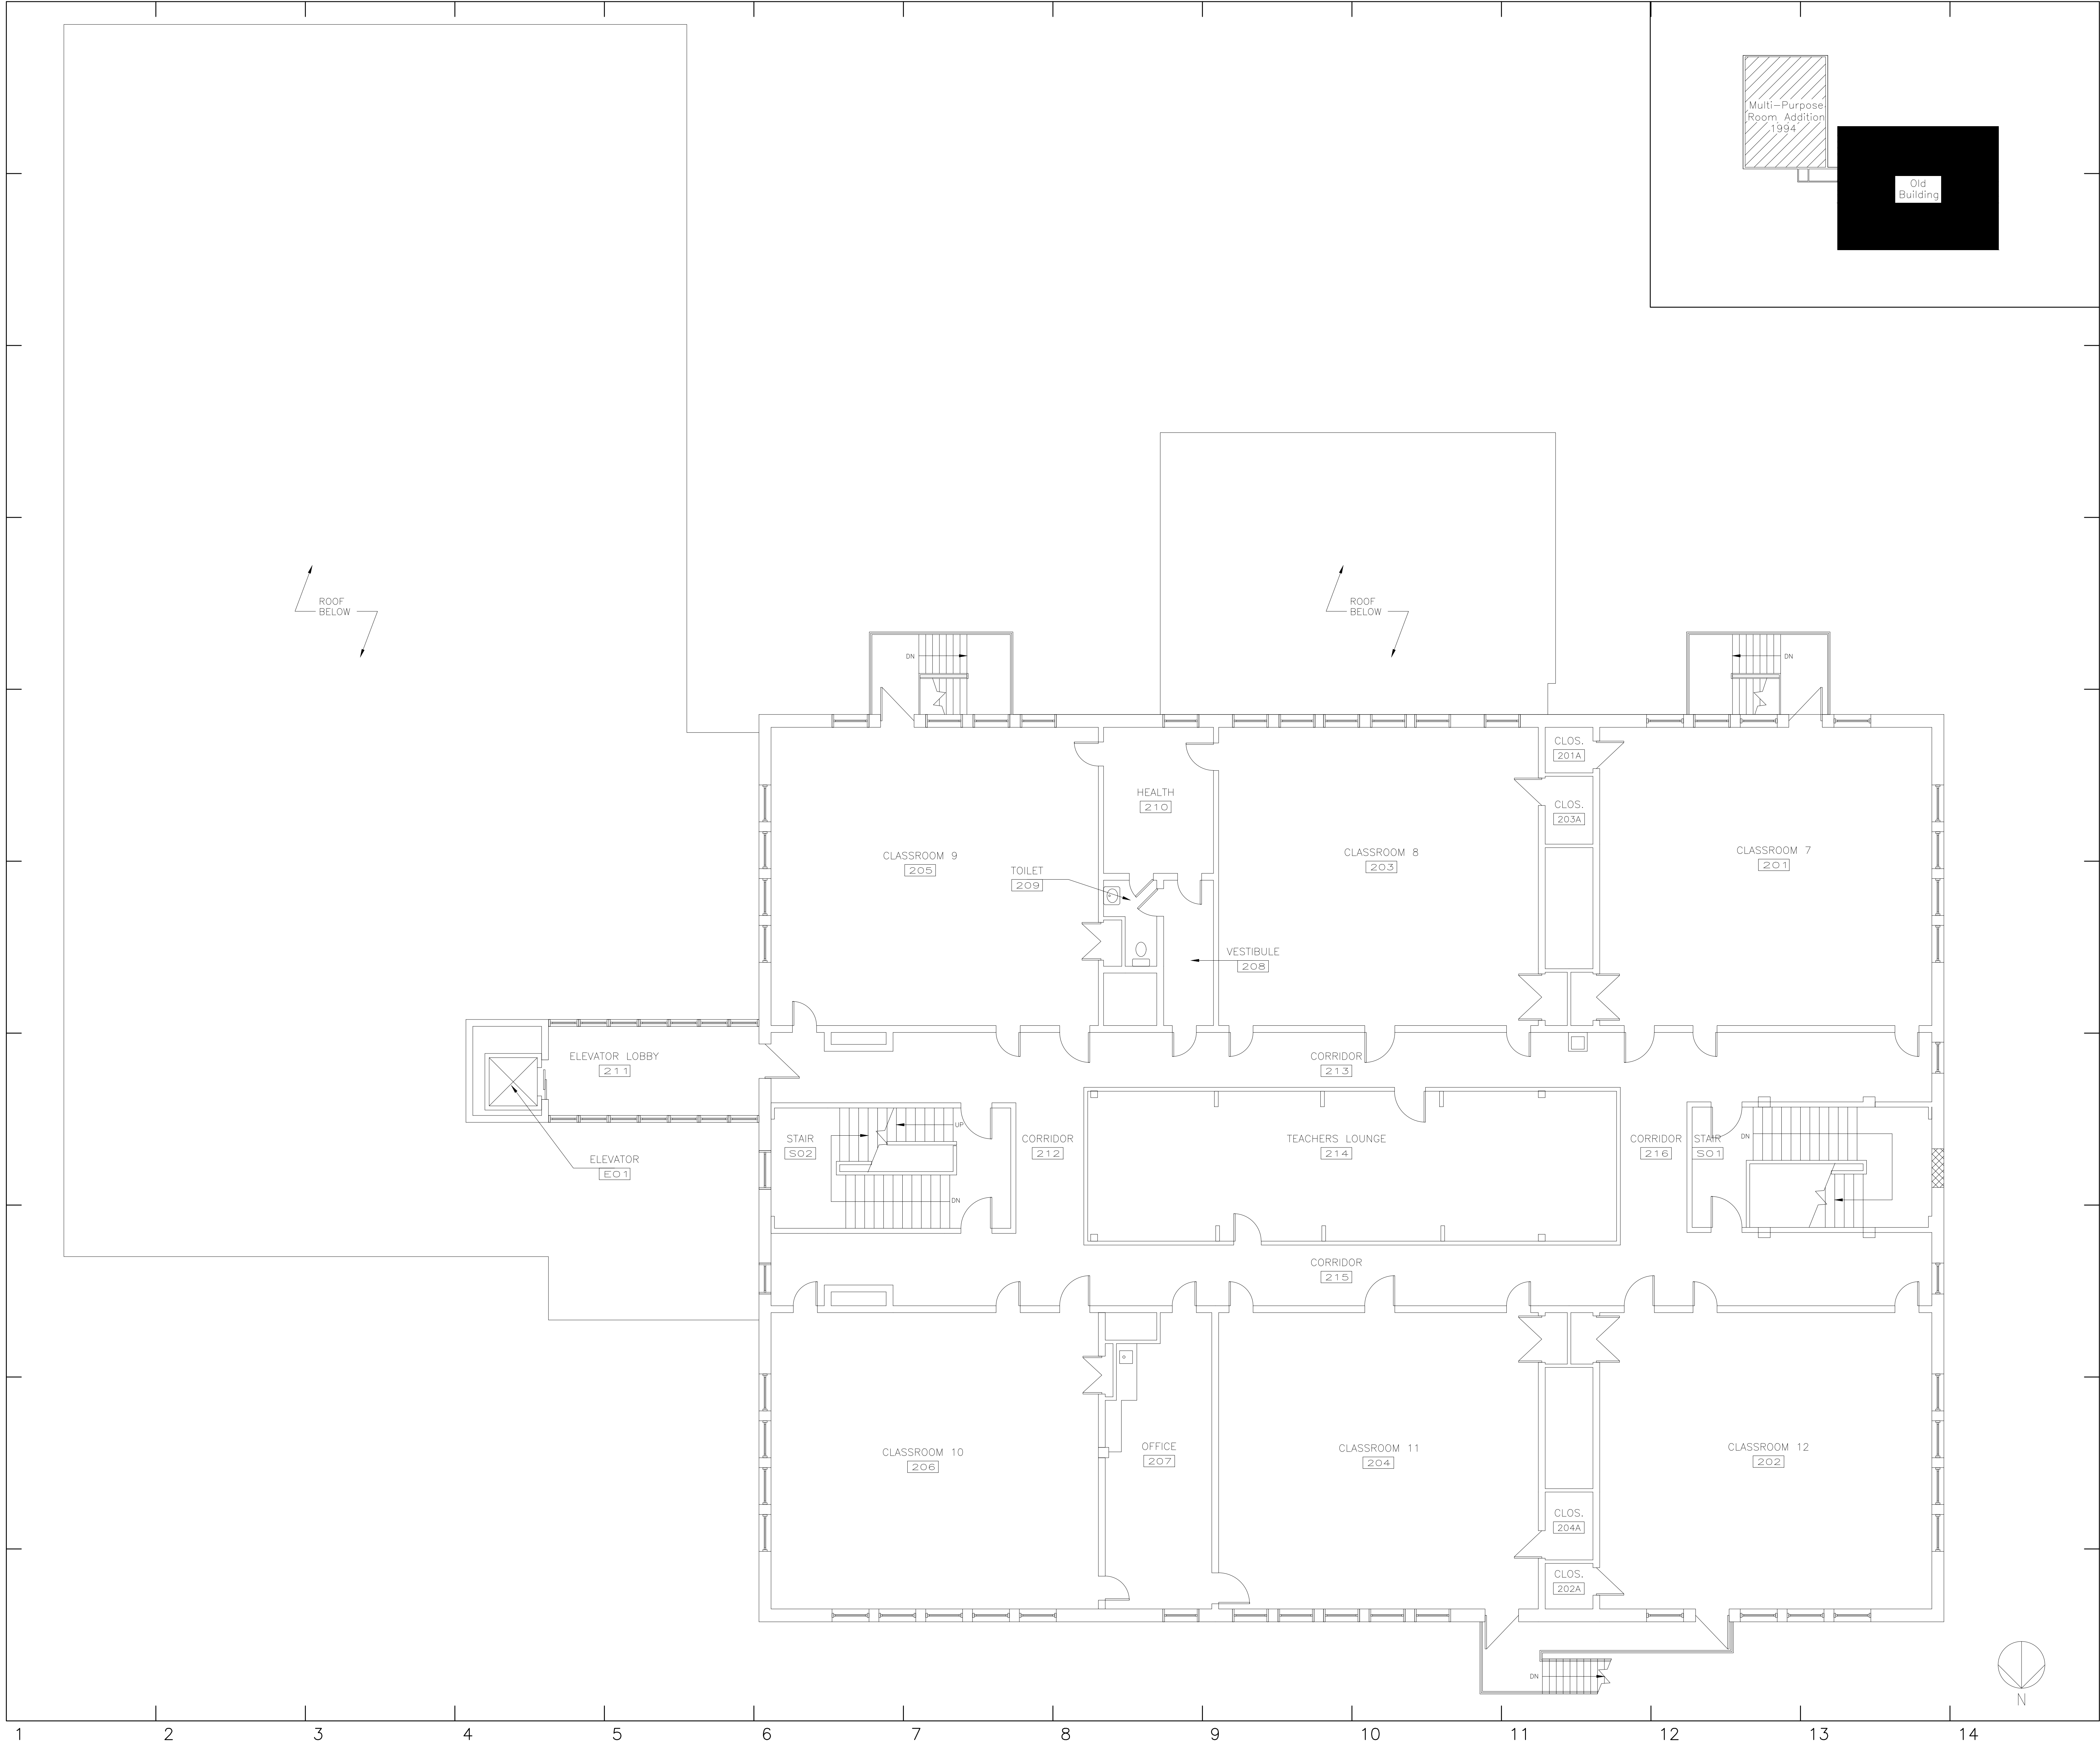 Multi-Purpose
Room Addition
1994
Old
Building
ROOF
BELOW
ROOF
BELOW
DN
DN
CLOS.
201A
HEALTH
210
CLOS.
203A
CLASSROOM 9
205
CLASSROOM 8
203
CLASSROOM 7
201
TOILET
209
VESTIBULE
208
ELEVATOR LOBBY
211
CORRIDOR
213
UP
STAIR
S02
CORRIDOR
212
TEACHERS LOUNGE
214
CORRIDOR
216
STAIR
S01
DN
ELEVATOR
E01
DN
CORRIDOR
215
CLASSROOM 10
206
OFFICE
207
CLASSROOM 11
204
CLASSROOM 12
202
CLOS.
204A
CLOS.
202A
DN
N
1 2 3 4 5 6 7 8 9 10 11 12 13 14